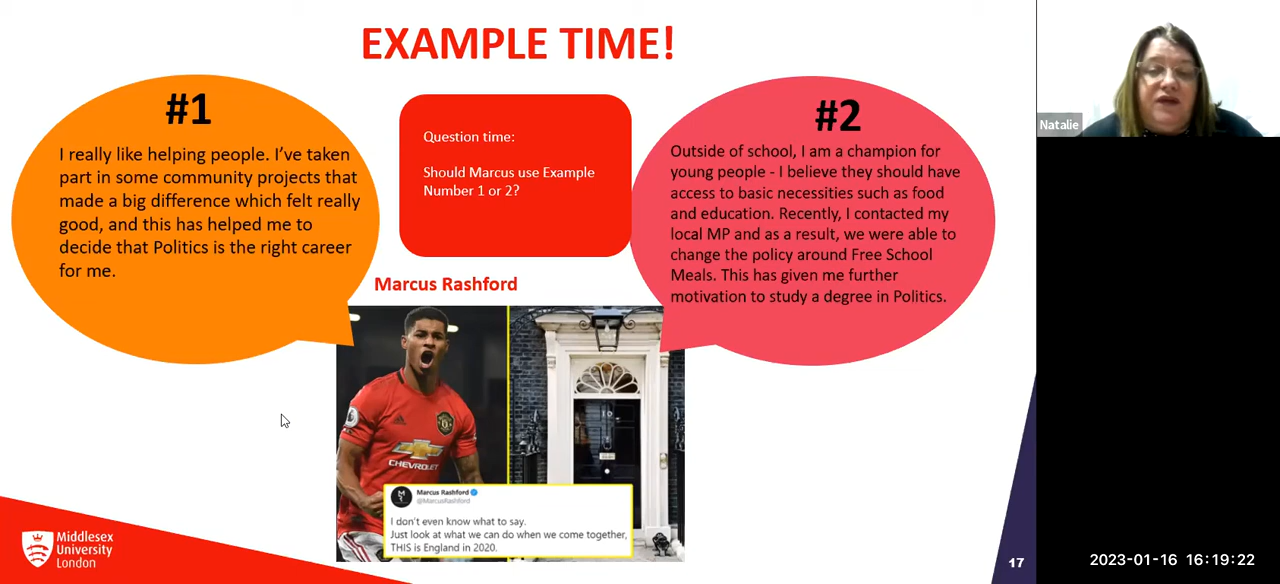 EXAMPLE TIME!
#1
I really like helping people. I've taken
part in some community projects that
made a big difference which felt really
good, and this has helped me to
decide that Politics is the right career
for me.
Question time:
Should Marcus use Example
Number 1 or 2?
#2
Outside of school, I am a champion for
young people - I believe they should have
access to basic necessities such as food
and education. Recently, I contacted my
local MP and as a result, we were able to
change the policy around Free School
Meals. This has given me further
motivation to study a degree in Politics.
Marcus Rashford
CHEVROLET
10
Marcus Rashford
@MarcusRashford
I don't even know what to say.
Just look at what we can do when we come together,
THIS is England in 2020.
Middlesex
University
London
17
Natalie
2023-01-16 16:19:22